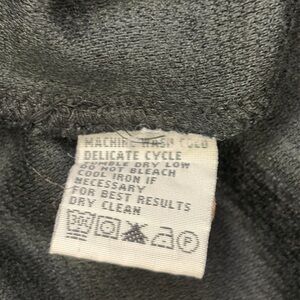 MACHINE WASH COLD
DELICATE CYCLE
TUMBLE DRY LOW
DO NOT BLEACH
COOL IRON IF
NECESSARY
FOR BEST RESULTS
DRY CLEAN
30C P